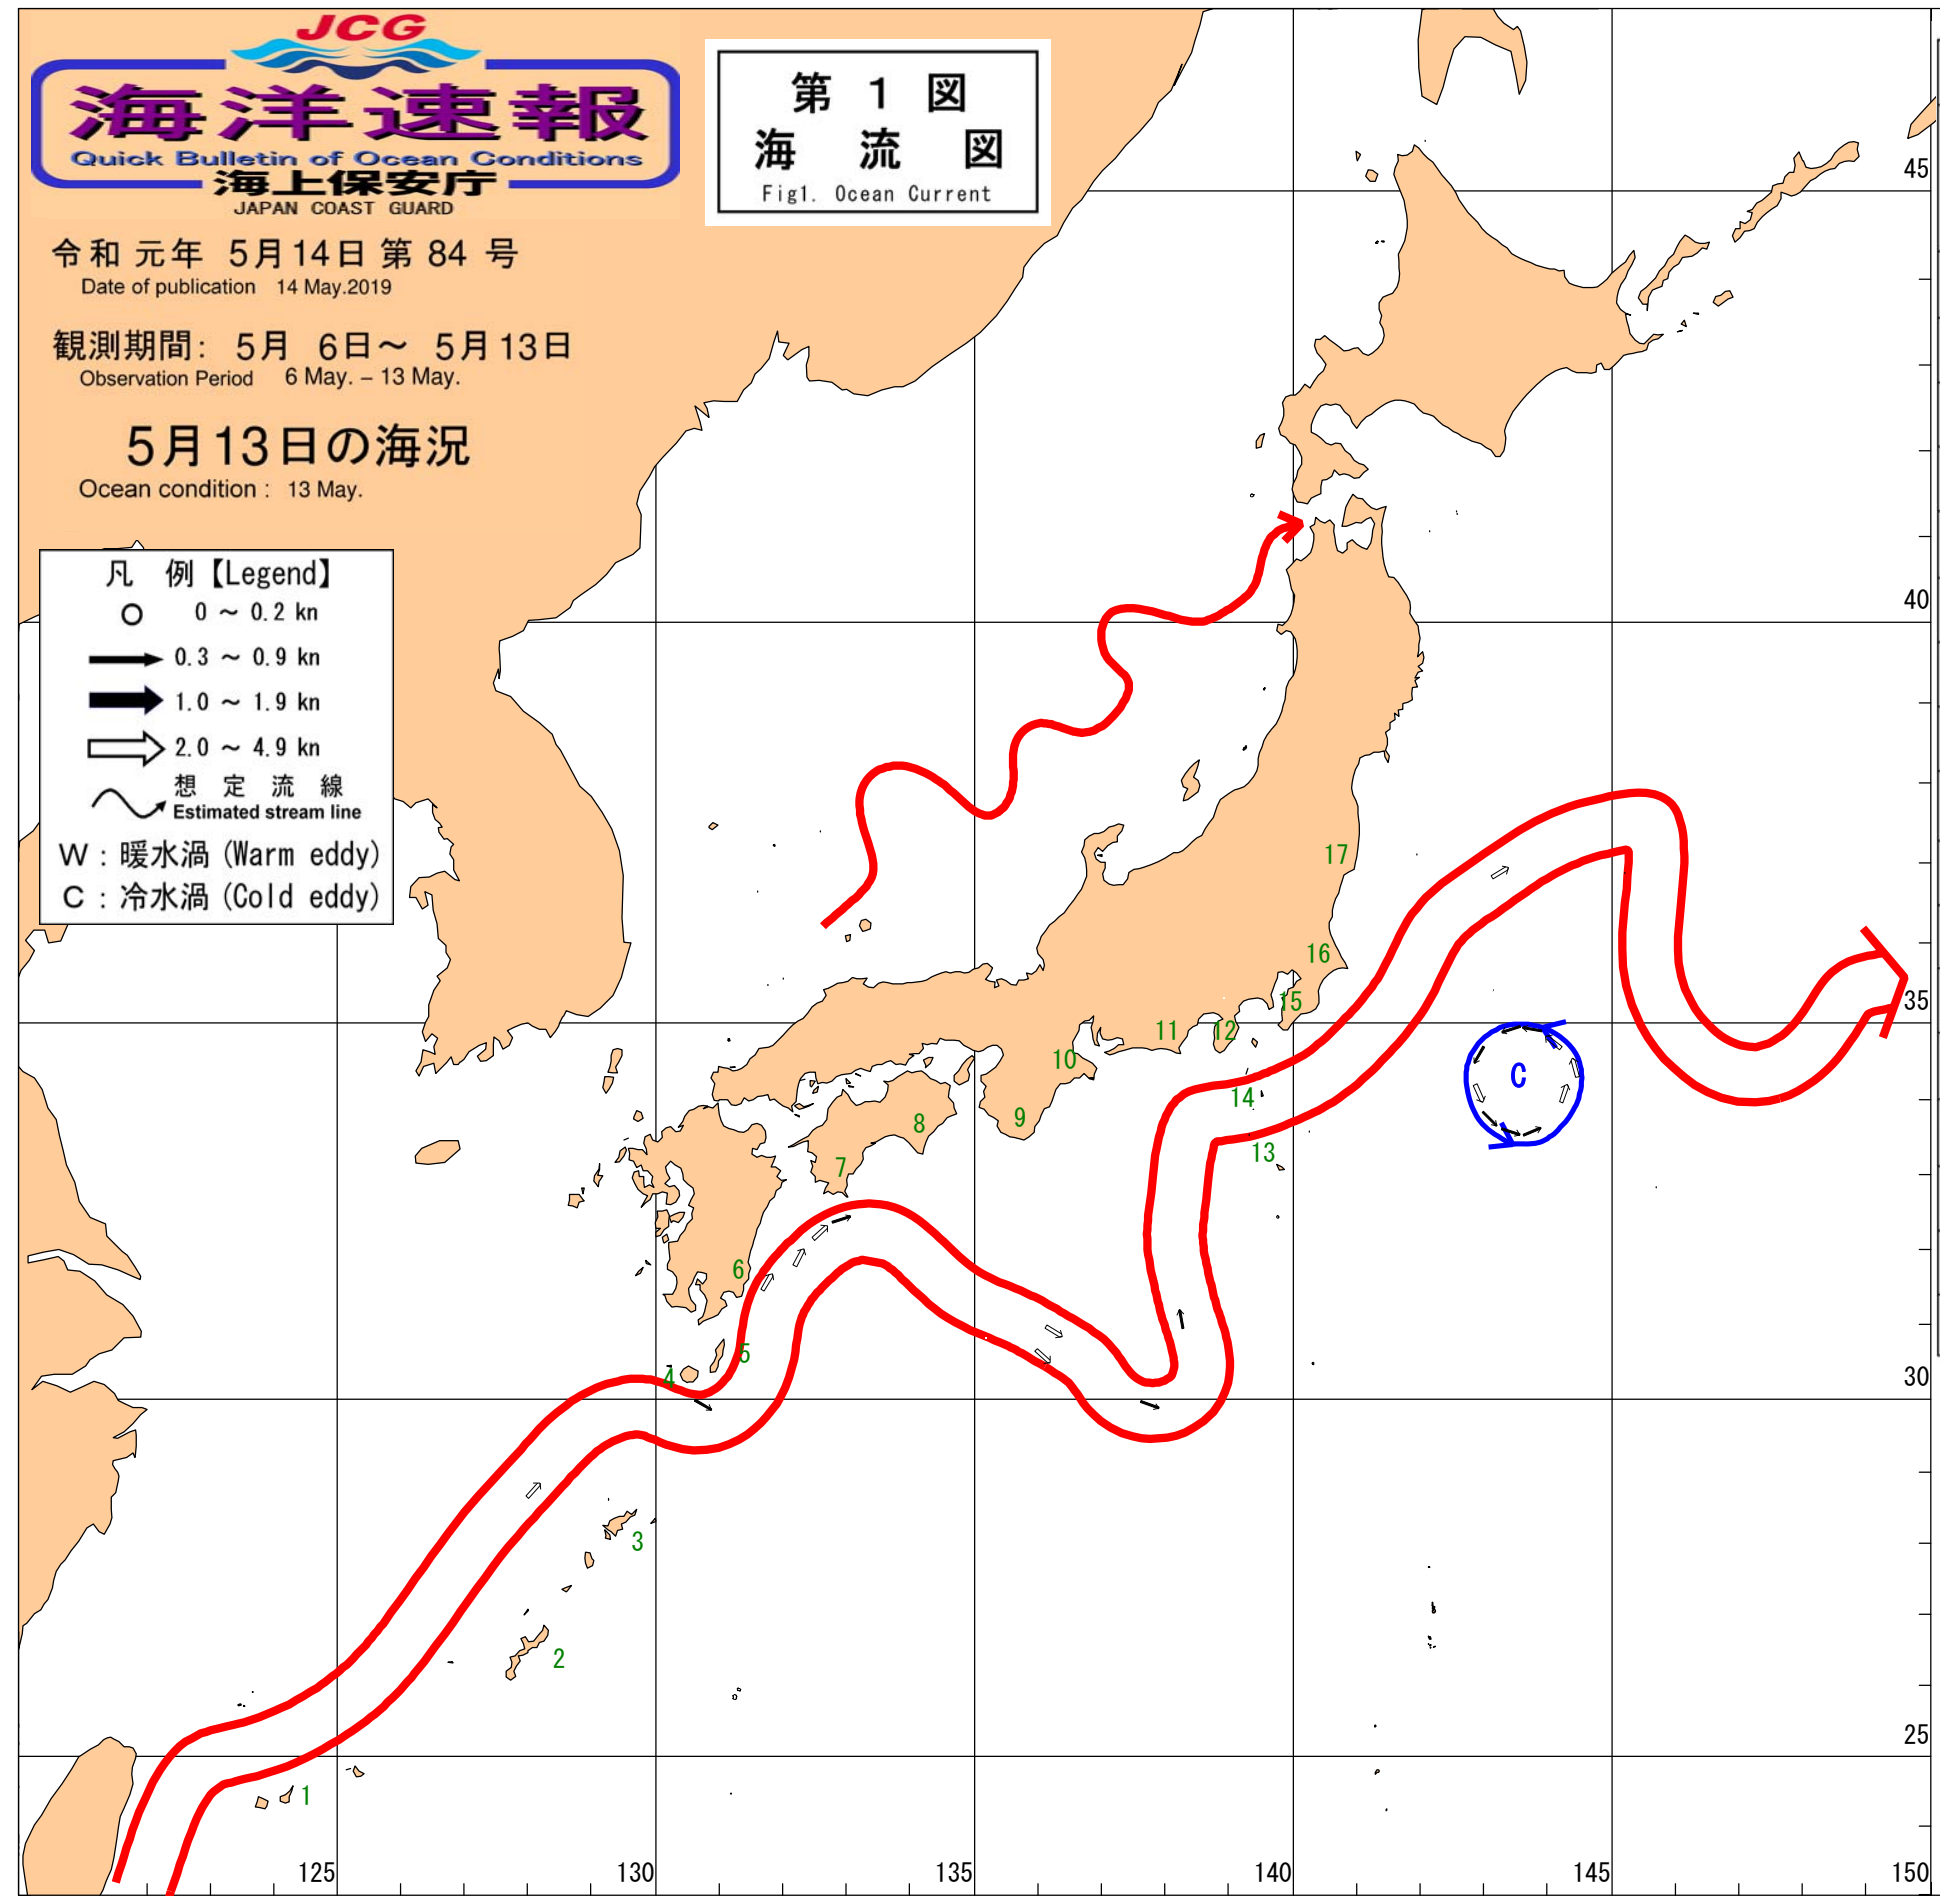 JCG
海洋速報
Quick Bulletin of Ocean Conditions
海上保安庁
JAPAN COAST GUARD
令和 元年 5月14日 第 84 号
Date of publication 14 May.2019
観測期間: 5月 6日～ 5月13日
Observation Period 6 May. – 13 May.
5月13日の海況
Ocean condition : 13 May.
第 1 図
海 流 図
Fig1. Ocean Current
凡 例【Legend】
0 ～ 0.2 kn
0.3 ～ 0.9 kn
1.0 ～ 1.9 kn
2.0 ～ 4.9 kn
想 定 流 線
Estimated stream line
W : 暖水渦 (Warm eddy)
C : 冷水渦 (Cold eddy)
45
40
17
16
35
15
12
11
10
C
14
9
8
13
7
6
5
4
30
3
2
25
1
125
130
135
140
145
150